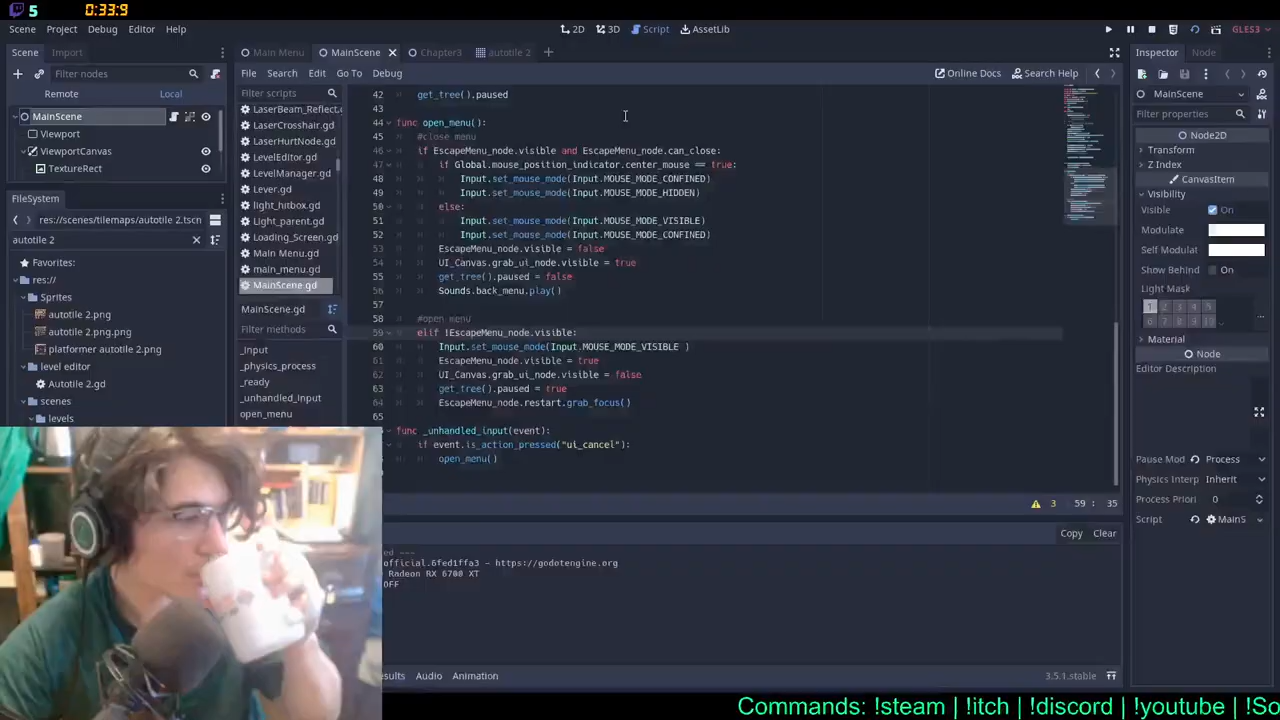 5 0:33:9
Scene Project Debug Editor Help
2D 3D Script AssetLib
GLES3
Scene Import
Main Menu MainScene Chapter3 autotile 2
Inspector Node
Filter nodes
File Search Edit Go To Debug
Online Docs Search Help
Remote Local
Filter scripts
MainScene
Filter properties
MainScene
Viewport
ViewportCanvas
TextureRect
FileSystem
res://scenes/tilemaps/autotile 2.tscn
autotile 2
Favorites:
res://
Sprites
autotile 2.png
autotile 2.png.png
platformer autotile 2.png
level editor
Autotile 2.gd
scenes
levels
LaserBeam_Reflect.g
LaserCrosshair.gd
LaserHurtNode.gd
LevelEditor.gd
LevelManager.gd
Lever.gd
light_hitbox.gd
Light_parent.gd
Loading_Screen.gd
Main Menu.gd
main_menu.gd
MainScene.gd
MainScene.gd
Filter methods
_input
_physics_process
_ready
_unhandled_input
open_menu
42 get_tree().paused
43
44 func open_menu():
45 #close menu
if EscapeMenu_node.visible and EscapeMenu_node.can_close:
if Global.mouse_position_indicator.center_mouse == true:
48 Input.set_mouse_mode(Input.MOUSE_MODE_CONFINED)
49 Input.set_mouse_mode(Input.MOUSE_MODE_HIDDEN)
else:
51 Input.set_mouse_mode(Input.MOUSE_MODE_VISIBLE)
52 Input.set_mouse_mode(Input.MOUSE_MODE_CONFINED)
53 EscapeMenu_node.visible = false
54 UI_Canvas.grab_ui_node.visible = true
55 get_tree().paused = false
56 Sounds.back_menu.play()
57
58 #open menu
59 elif !EscapeMenu_node.visible:
60 Input.set_mouse_mode(Input.MOUSE_MODE_VISIBLE )
61 EscapeMenu_node.visible = true
62 UI_Canvas.grab_ui_node.visible = false
63 get_tree().paused = true
64 EscapeMenu_node.restart.grab_focus()
65
func _unhandled_input(event):
if event.is_action_pressed("ui_cancel"):
open_menu()
3 59 : 35
Node2D
Transform
Z Index
CanvasItem
Visibility
Visible On
Modulate
Self Modulat
Show Behind On
Light Mask
Material
Node
Editor Description
Pause Mod Process
Physics Interp Inherit
Process Priori 0
Script MainS
Copy Clear
official.6fed1ffa3 - https://godotengine.org
Radeon RX 6700 XT
OFF
Audio Animation
3.5.1.stable
Commands: !steam | !itch | !discord | !youtube | !So